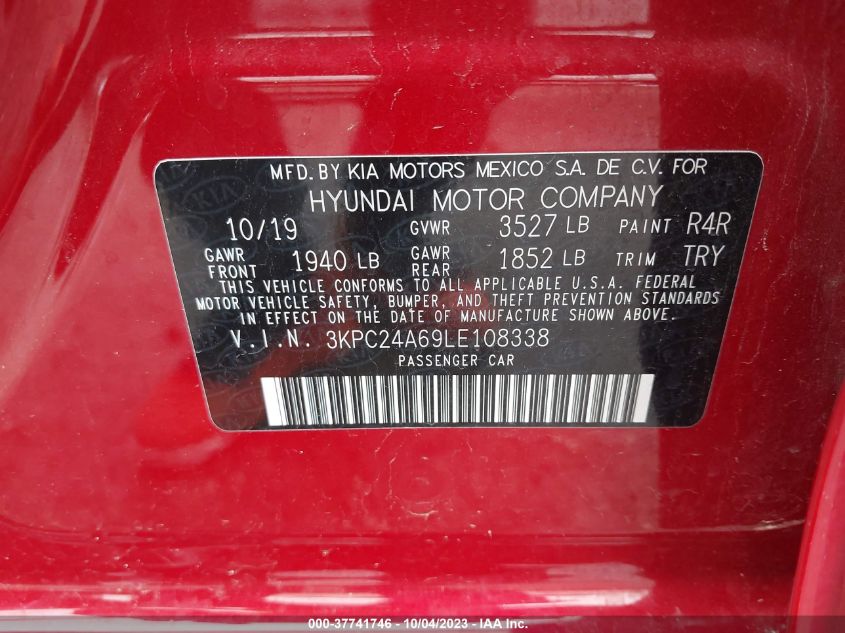 MFD. BY KIA MOTORS MEXICO S.A. DE C.V. FOR
HYUNDAI MOTOR COMPANY
10/19 GVWR 3527 LB PAINT R4R
GAWR FRONT 1940 LB GAWR REAR 1852 LB TRIM TRY
THIS VEHICLE CONFORMS TO ALL APPLICABLE U.S.A. FEDERAL
MOTOR VEHICLE SAFETY, BUMPER, AND THEFT PREVENTION STANDARDS
IN EFFECT ON THE DATE OF MANUFACTURE SHOWN ABOVE.
V.I.N. 3KPC24A69LE108338
PASSENGER CAR
000-37741746 - 10/04/2023 - IAA Inc.